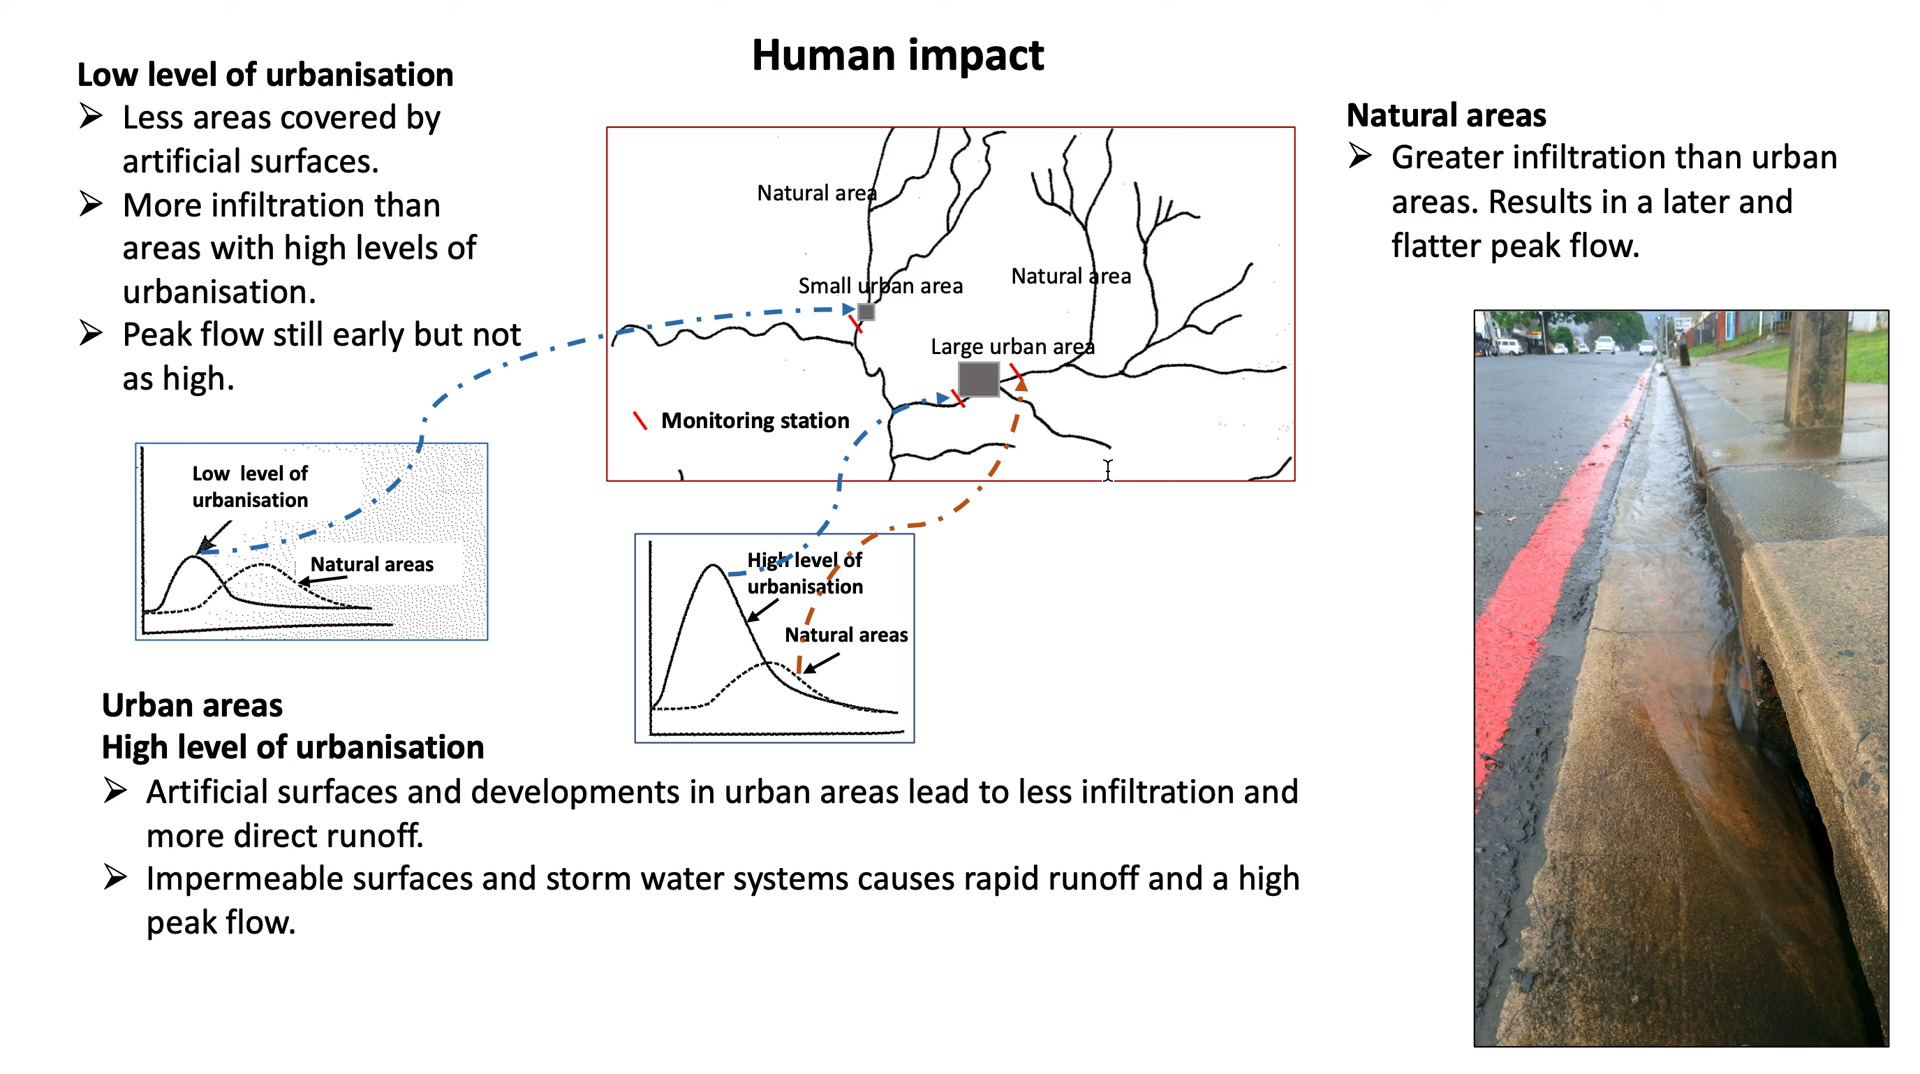 Human impact
Low level of urbanisation
Less areas covered by
artificial surfaces.
More infiltration than
areas with high levels of
urbanisation.
Peak flow still early but not
as high.
Natural area
Small urban area
Natural area
Large urban area
Monitoring station
Natural areas
Greater infiltration than urban
areas. Results in a later and
flatter peak flow.
Low level of
urbanisation
Natural areas
High level of
urbanisation
Natural areas
Urban areas
High level of urbanisation
Artificial surfaces and developments in urban areas lead to less infiltration and
more direct runoff.
Impermeable surfaces and storm water systems causes rapid runoff and a high
peak flow.